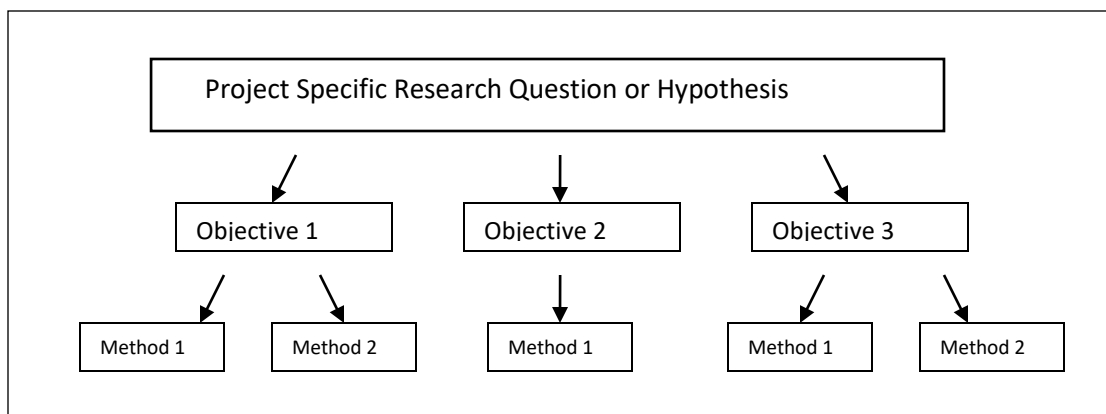 Project Specific Research Question or Hypothesis
Objective 1
Objective 2
Objective 3
Method 1
Method 2
Method 1
Method 1
Method 2